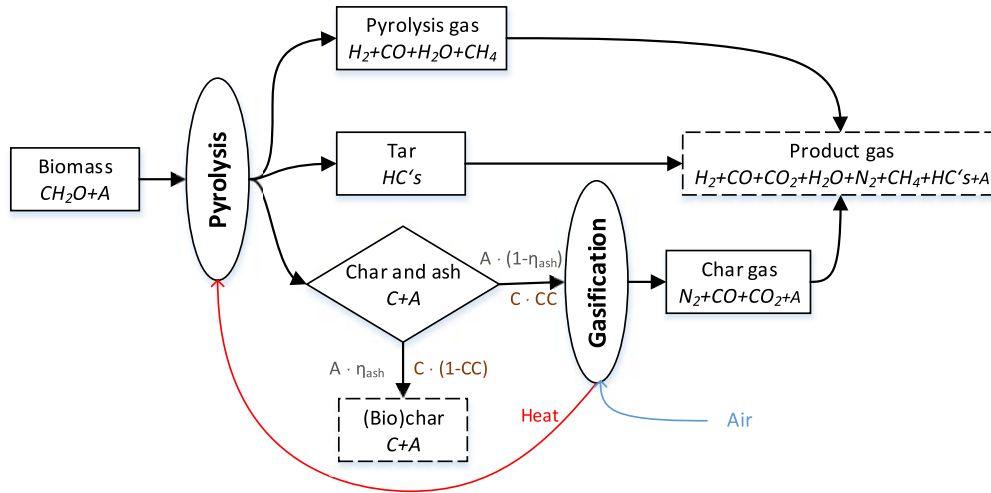 Pyrolysis gas
H₂+CO+H₂O+CH₄
Biomass
CH₂O+A
Pyrolysis
Tar
HC‘s
Product gas
H₂+CO+CO₂+H₂O+N₂+CH₄+HC‘s+A
Char and ash
C+A
A · (1-ηash)
C · CC
Gasification
Char gas
N₂+CO+CO₂+A
A · ηash
C · (1-CC)
(Bio)char
C+A
Heat
Air